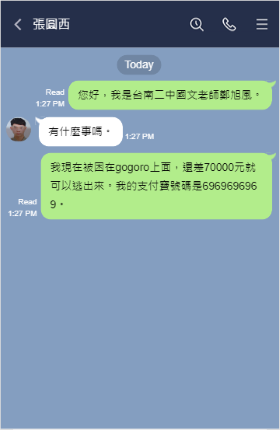 張圓西
Today
Read
1:27 PM
您好，我是台南二中國文老師鄭旭風。
有什麼事嗎。
1:27 PM
我現在被困在gogoro上面，還差70000元就
可以逃出來，我的支付寶號碼是696969696
9。
Read
1:27 PM